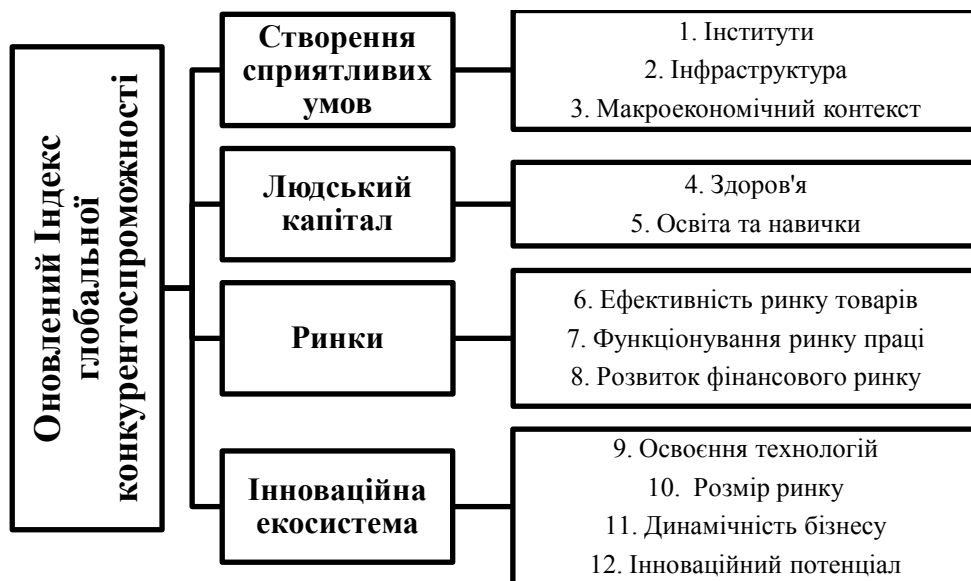 Оновлений Індекс
глобальної
конкурентоспроможності
Створення
сприятливих
умов
1. Інститути
2. Інфраструктура
3. Макроекономічний контекст
Людський
капітал
4. Здоров'я
5. Освіта та навички
Ринки
6. Ефективність ринку товарів
7. Функціонування ринку праці
8. Розвиток фінансового ринку
Інноваційна
екосистема
9. Освоєння технологій
10. Розмір ринку
11. Динамічність бізнесу
12. Інноваційний потенціал